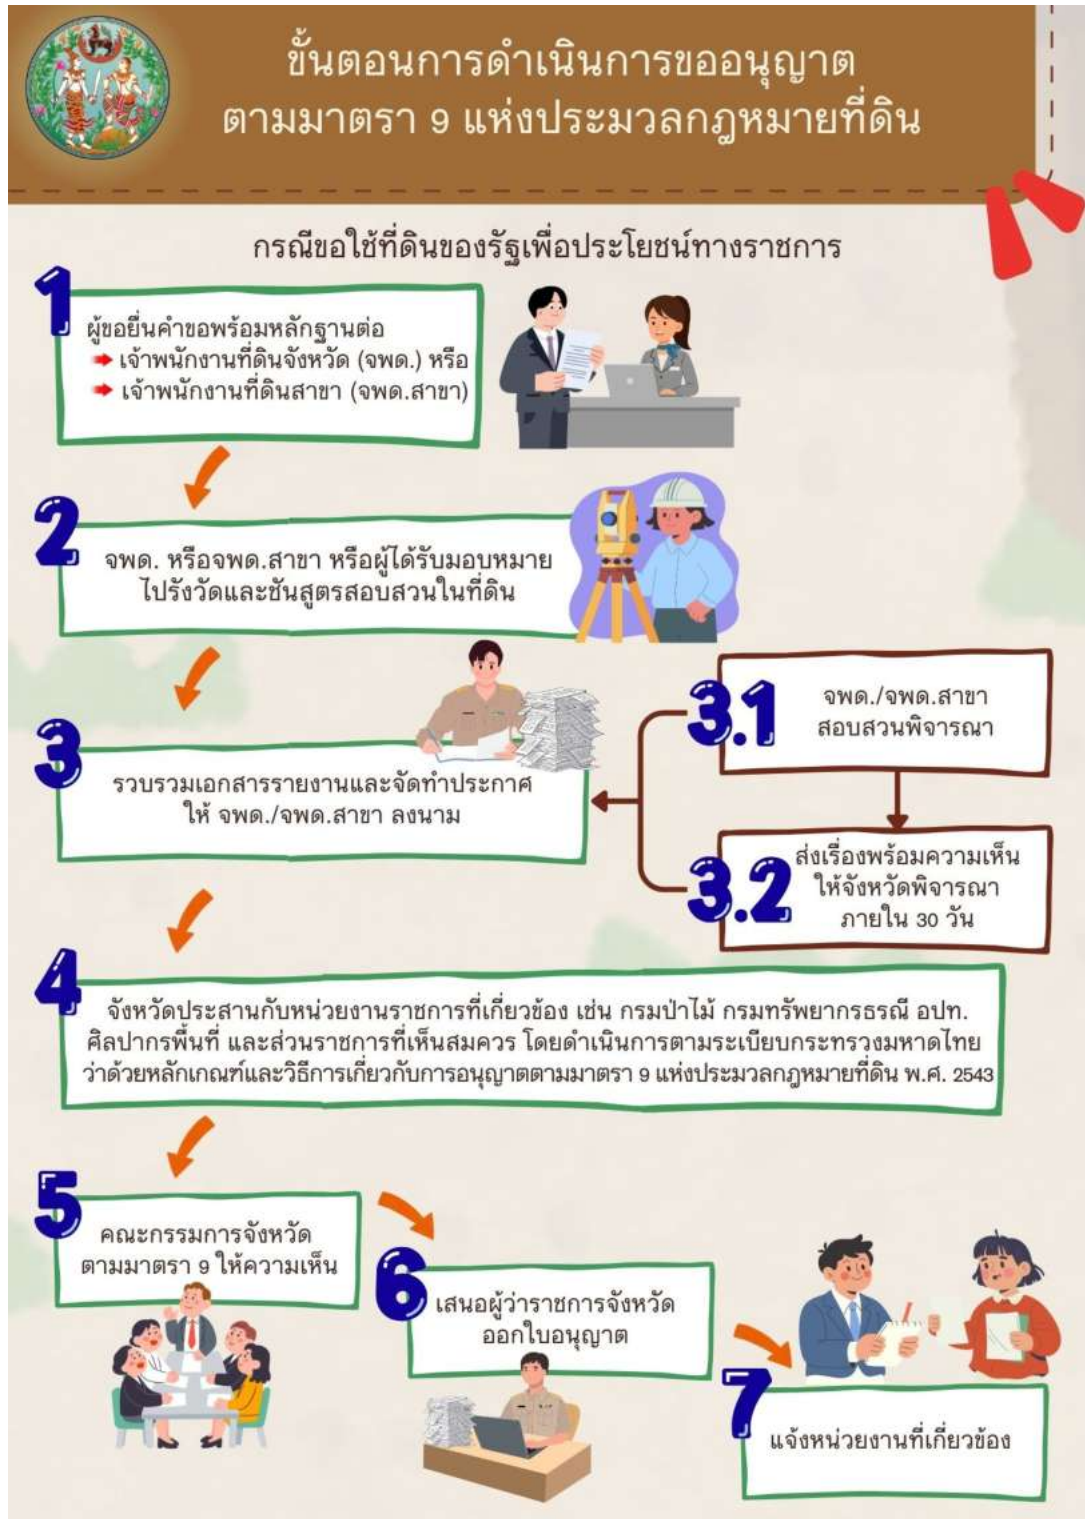 ขั้นตอนการดำเนินการขออนุญาต
ตามมาตรา 9 แห่งประมวลกฎหมายที่ดิน
กรณีขอใช้ที่ดินของรัฐเพื่อประโยชน์ทางราชการ
1
ผู้ขอยื่นคำขอพร้อมหลักฐานต่อ
เจ้าพนักงานที่ดินจังหวัด (จพด.) หรือ
เจ้าพนักงานที่ดินสาขา (จพด.สาขา)
2
จพด. หรือจพด.สาขา หรือผู้ได้รับมอบหมาย
ไปรังวัดและชันสูตรสอบสวนในที่ดิน
3
รวบรวมเอกสารรายงานและจัดทำประกาศ
ให้ จพด./จพด.สาขา ลงนาม
3.1
จพด./จพด.สาขา
สอบสวนพิจารณา
3.2
ส่งเรื่องพร้อมความเห็น
ให้จังหวัดพิจารณา
ภายใน 30 วัน
4
จังหวัดประสานกับหน่วยงานราชการที่เกี่ยวข้อง เช่น กรมป่าไม้ กรมทรัพยากรธรณี อปท.
ศิลปากรพื้นที่ และส่วนราชการที่เห็นสมควร โดยดำเนินการตามระเบียบกระทรวงมหาดไทย
ว่าด้วยหลักเกณฑ์และวิธีการเกี่ยวกับการอนุญาตตามมาตรา 9 แห่งประมวลกฎหมายที่ดิน พ.ศ. 2543
5
คณะกรรมการจังหวัด
ตามมาตรา 9 ให้ความเห็น
6
เสนอผู้ว่าราชการจังหวัด
ออกใบอนุญาต
7
แจ้งหน่วยงานที่เกี่ยวข้อง